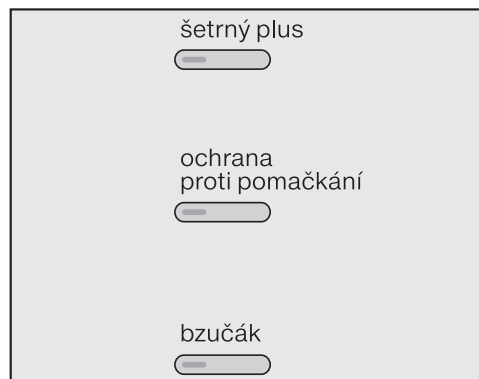 šetrný plus
ochrana
proti pomačkání
bzučák